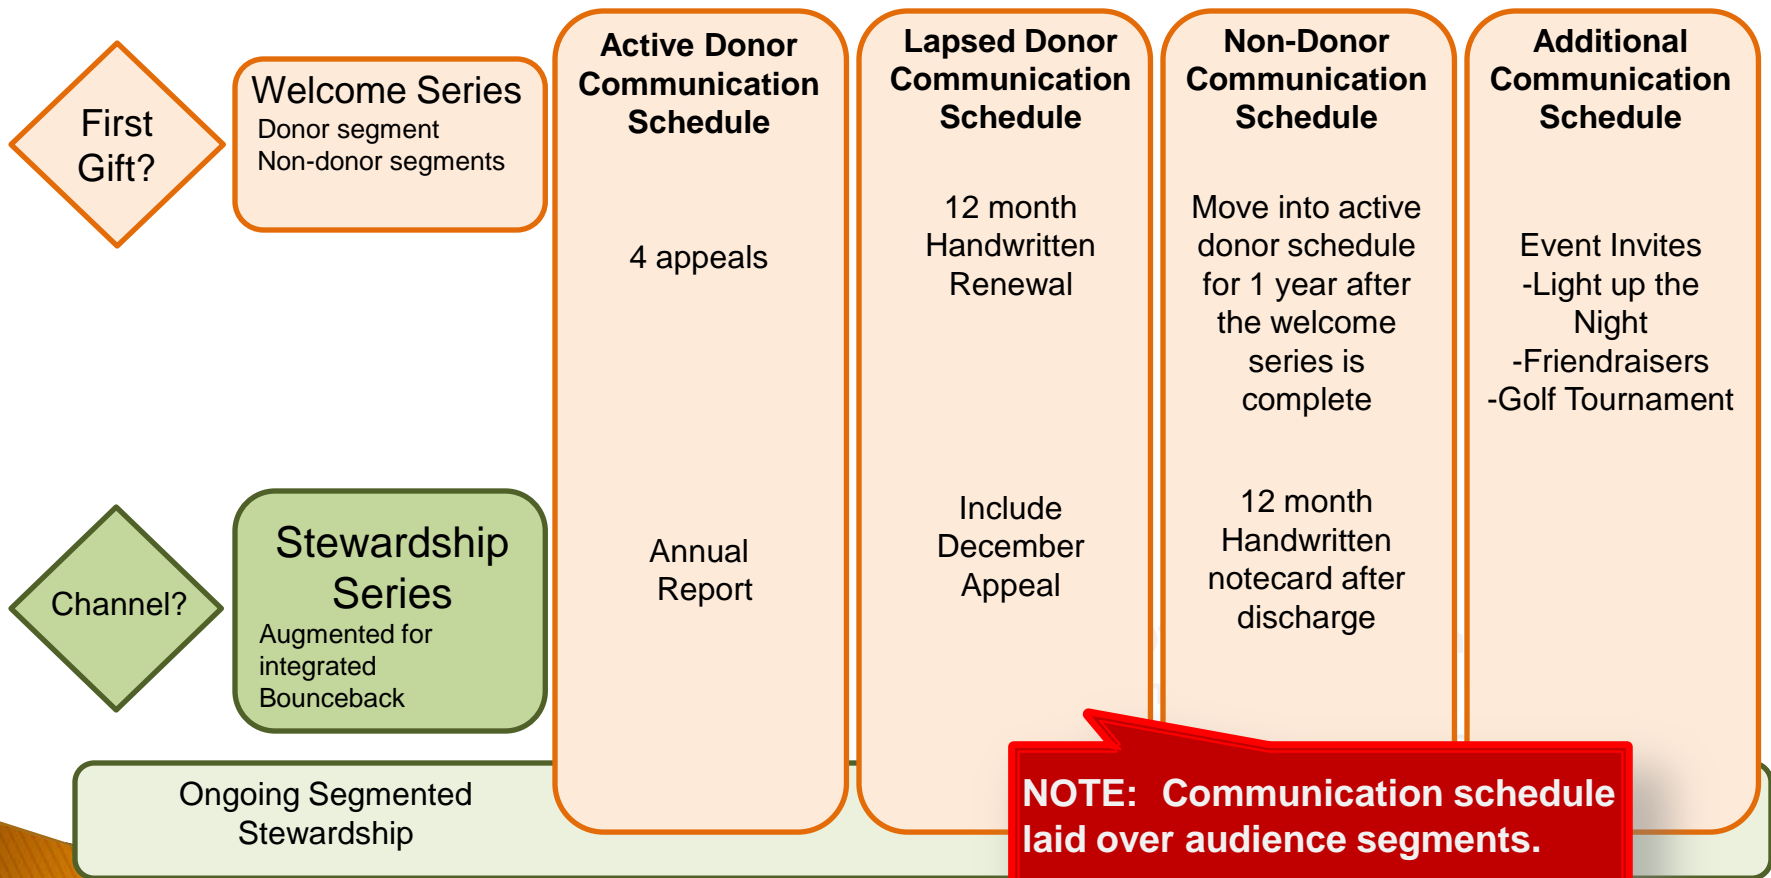 First
Gift?
Welcome Series
Donor segment
Non-donor segments
Active Donor
Communication
Schedule
4 appeals
Annual
Report
Lapsed Donor
Communication
Schedule
12 month
Handwritten
Renewal
Include
December
Appeal
Non-Donor
Communication
Schedule
Move into active
donor schedule
for 1 year after
the welcome
series is
complete
12 month
Handwritten
notecard after
discharge
Additional
Communication
Schedule
Event Invites
-Light up the
Night
-Friendraisers
-Golf Tournament
Channel?
Stewardship
Series
Augmented for
integrated
Bounceback
Ongoing Segmented
Stewardship
NOTE: Communication schedule
laid over audience segments.